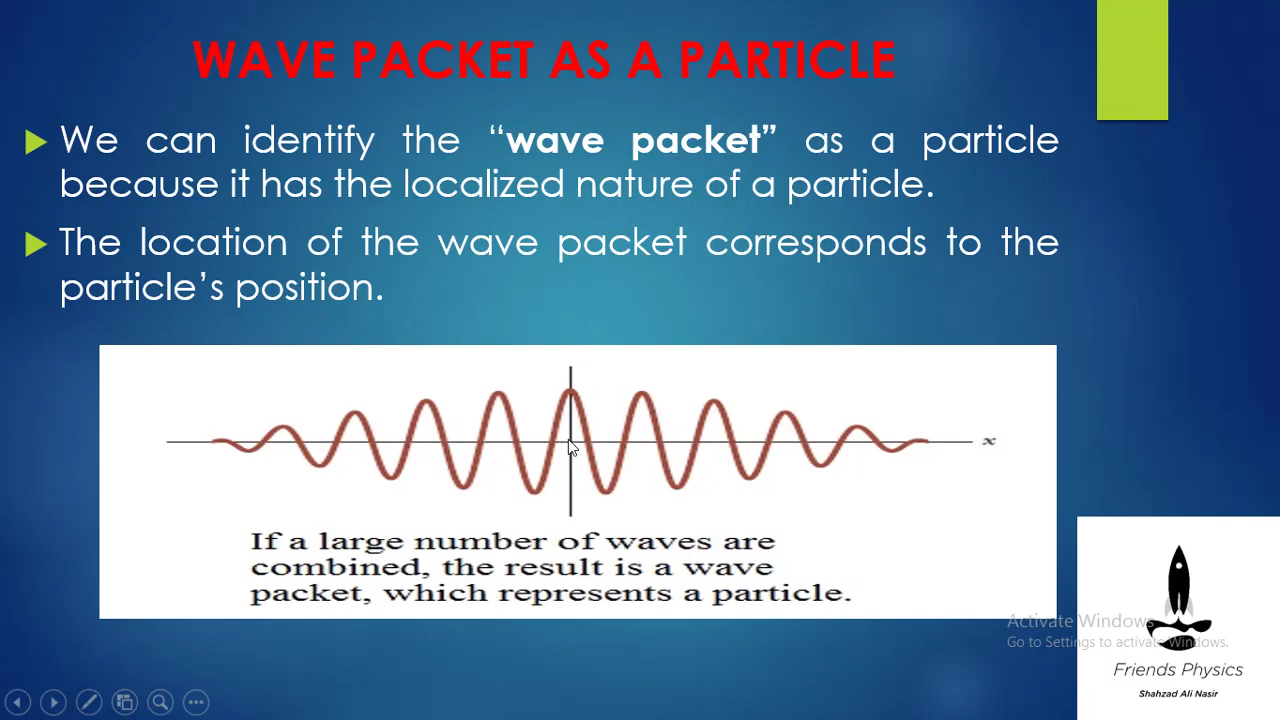 WAVE PACKET AS A PARTICLE
We can identify the “wave packet” as a particle
because it has the localized nature of a particle.
The location of the wave packet corresponds to the
particle’s position.
x
If a large number of waves are
combined, the result is a wave
packet, which represents a particle.
Activate Windows
Go to Settings to activate Windows.
Friends Physics
Shahzad Ali Nasir